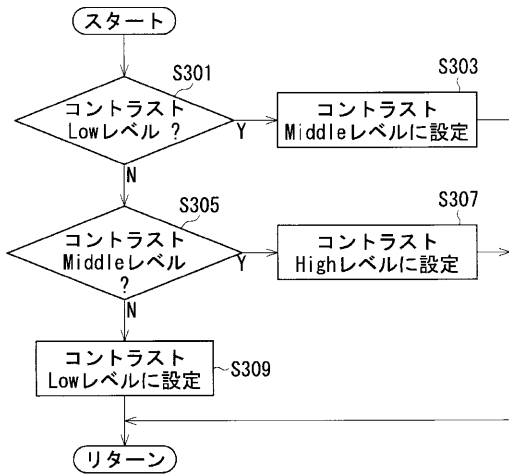 スタート
S301
コントラスト
Lowレベル ?
Y
S303
コントラスト
Middleレベルに設定
N
S305
コントラスト
Middleレベル
?
Y
S307
コントラスト
Highレベルに設定
N
コントラスト
Lowレベルに設定
S309
リターン